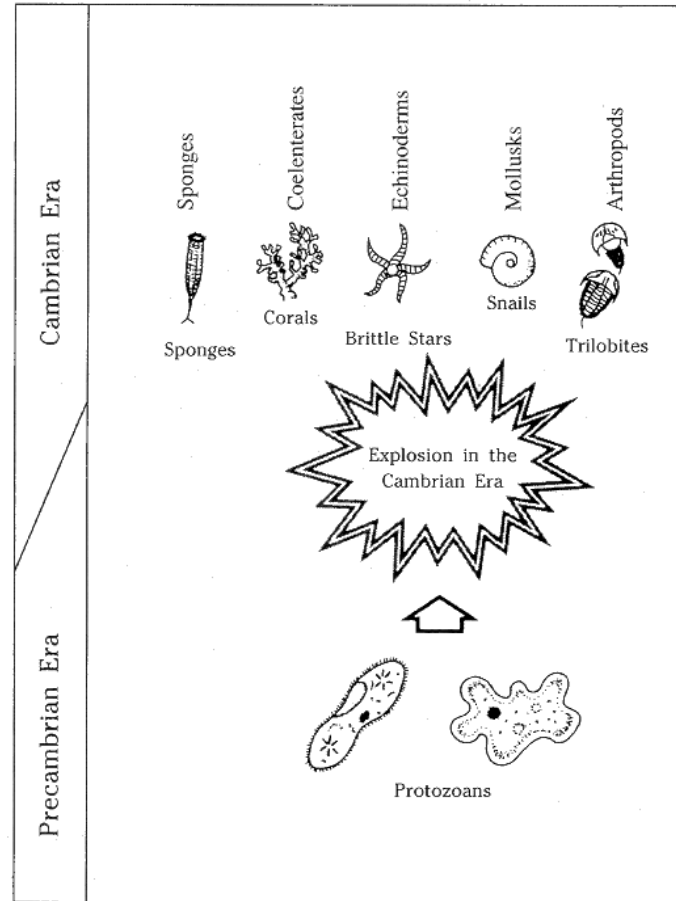 Cambrian Era
Precambrian Era
Sponges
Coelenterates
Echinoderms
Mollusks
Arthropods
Sponges
Corals
Brittle Stars
Snails
Trilobites
Explosion in the
Cambrian Era
Protozoans